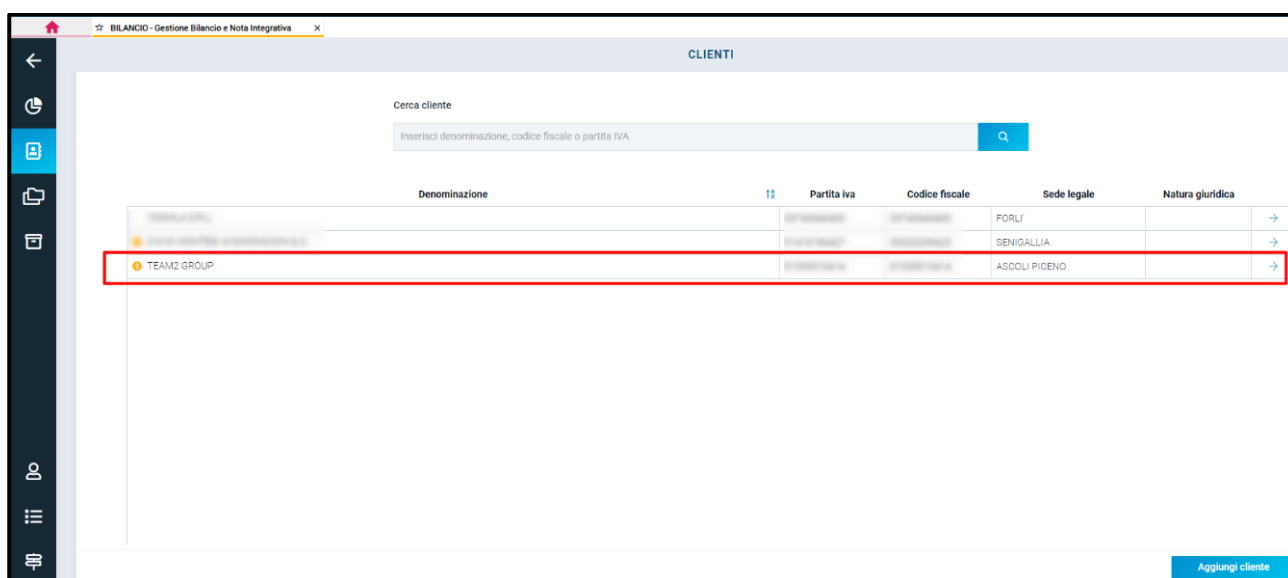 BILANCIO - Gestione Bilancio e Nota Integrativa
CLIENTI
Cerca cliente
Inserisci denominazione, codice fiscale o partita IVA
Denominazione Partita iva Codice fiscale Sede legale Natura giuridica
FORLI'
SENIGALLIA
TEAM2 GROUP ASCOLI PICENO
Aggiungi cliente